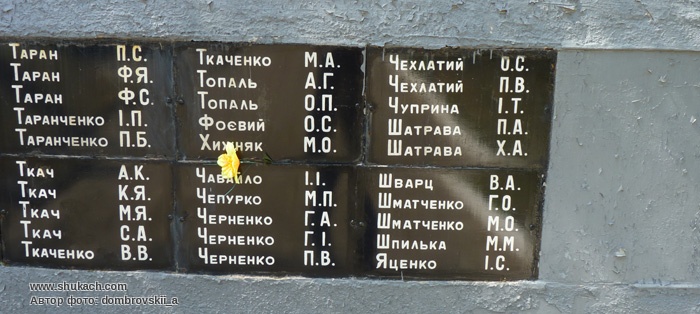 Таран П.С.
Таран Ф.Я.
Таран Ф.С.
Таранченко І.П.
Таранченко П.Б.
Ткач А.К.
Ткач К.Я.
Ткач М.Я.
Ткач С.А.
Ткаченко В.В.
Ткаченко М.А.
Топаль А.Г.
Топаль О.П.
Фоєвий О.С.
Хижняк М.О.
Чавайло І.І.
Чепурко М.П.
Черненко Г.А.
Черненко Г.І.
Черненко П.В.
Чехлатий О.С.
Чехлатий П.В.
Чуприна І.Т.
Шатрава П.А.
Шатрава Х.А.
Шварц В.А.
Шматченко Г.О.
Шматченко М.О.
Шпилька М.М.
Яценко І.С.
www.shukach.com
Автор фото: dombrovskii_a